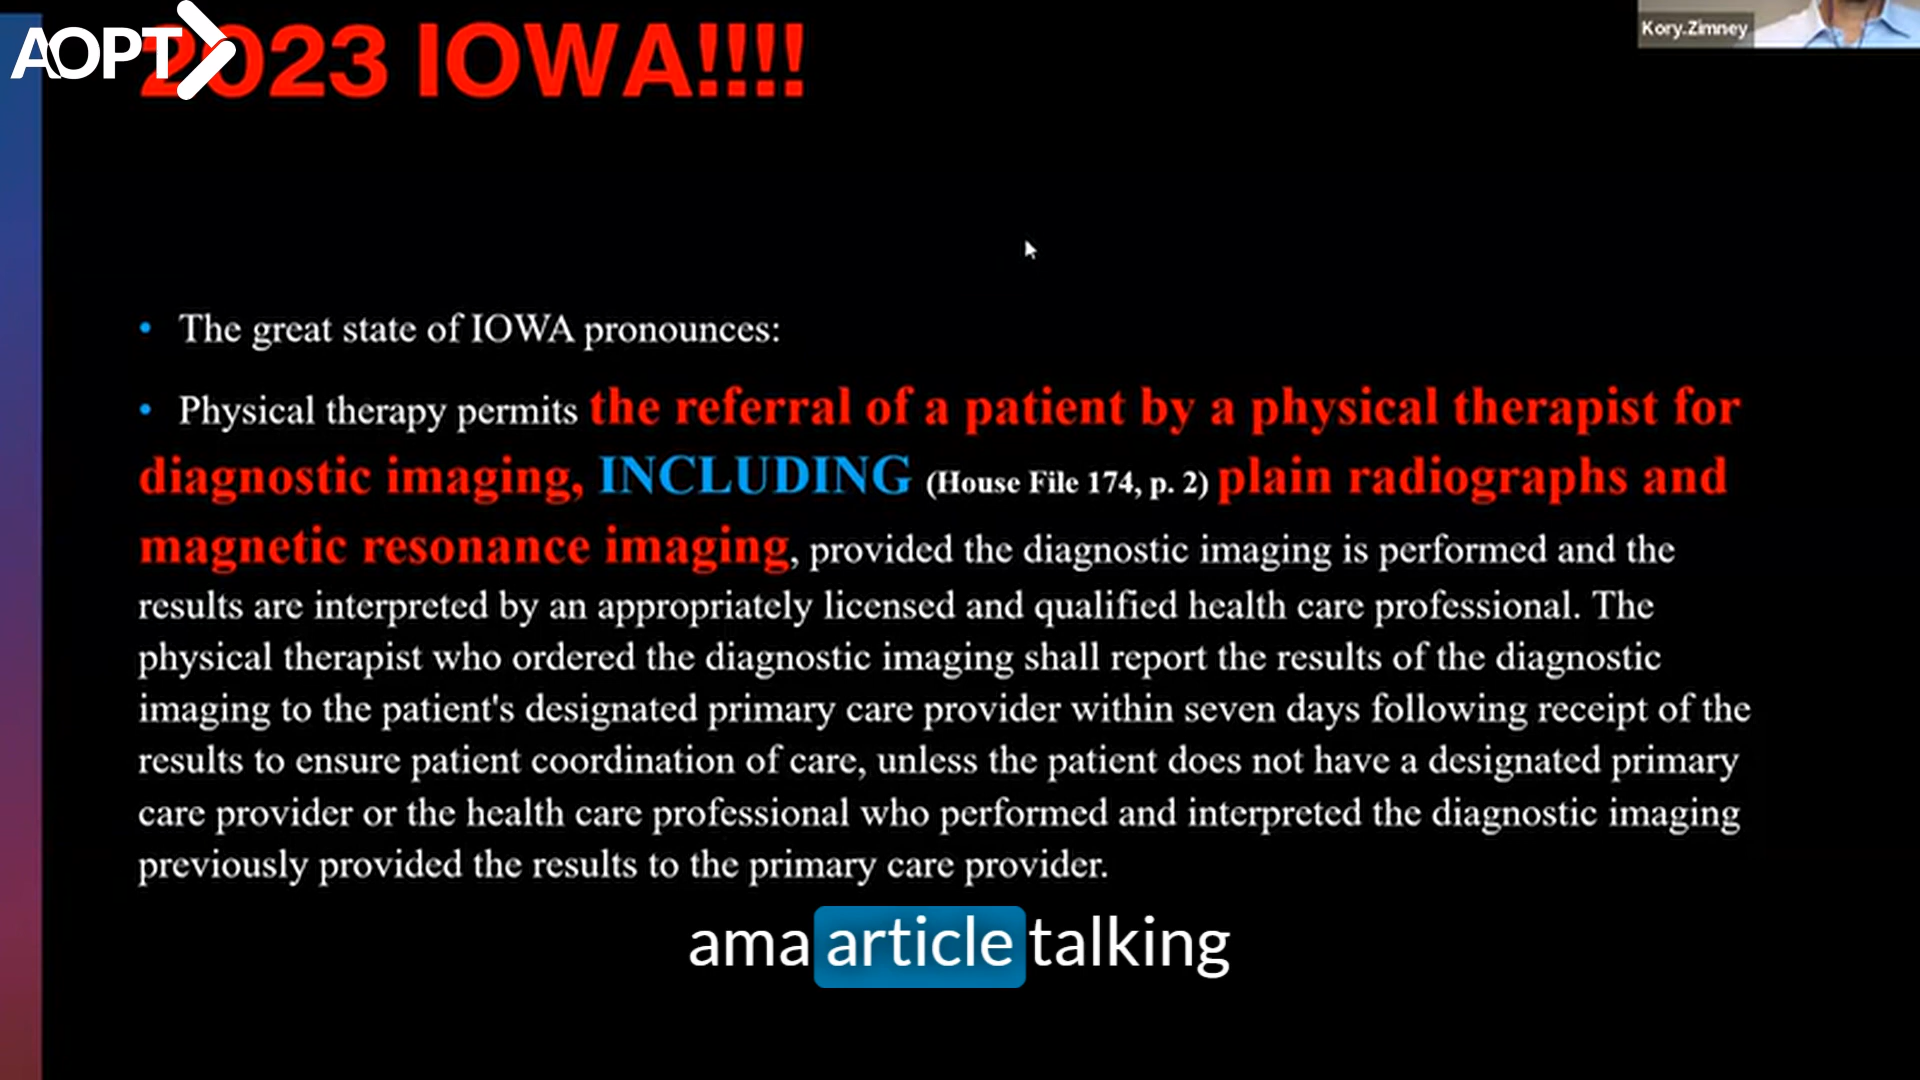 AOPT
2023 IOWA!!!!
Kory.Zimney
• The great state of IOWA pronounces:
• Physical therapy permits the referral of a patient by a physical therapist for
diagnostic imaging, INCLUDING (House File 174, p. 2) plain radiographs and
magnetic resonance imaging, provided the diagnostic imaging is performed and the
results are interpreted by an appropriately licensed and qualified health care professional. The
physical therapist who ordered the diagnostic imaging shall report the results of the diagnostic
imaging to the patient's designated primary care provider within seven days following receipt of the
results to ensure patient coordination of care, unless the patient does not have a designated primary
care provider or the health care professional who performed and interpreted the diagnostic imaging
previously provided the results to the primary care provider.
ama article talking